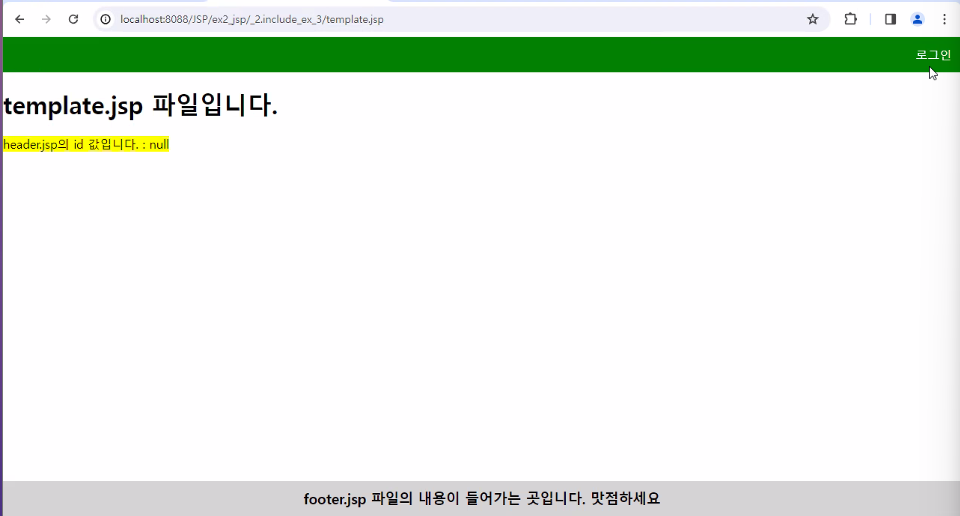 localhost:8088/JSP/ex2_jsp/_2.include_ex_3/template.jsp
로그인
template.jsp 파일입니다.
header.jsp의 id 값입니다. : null
footer.jsp 파일의 내용이 들어가는 곳입니다. 맛점하세요